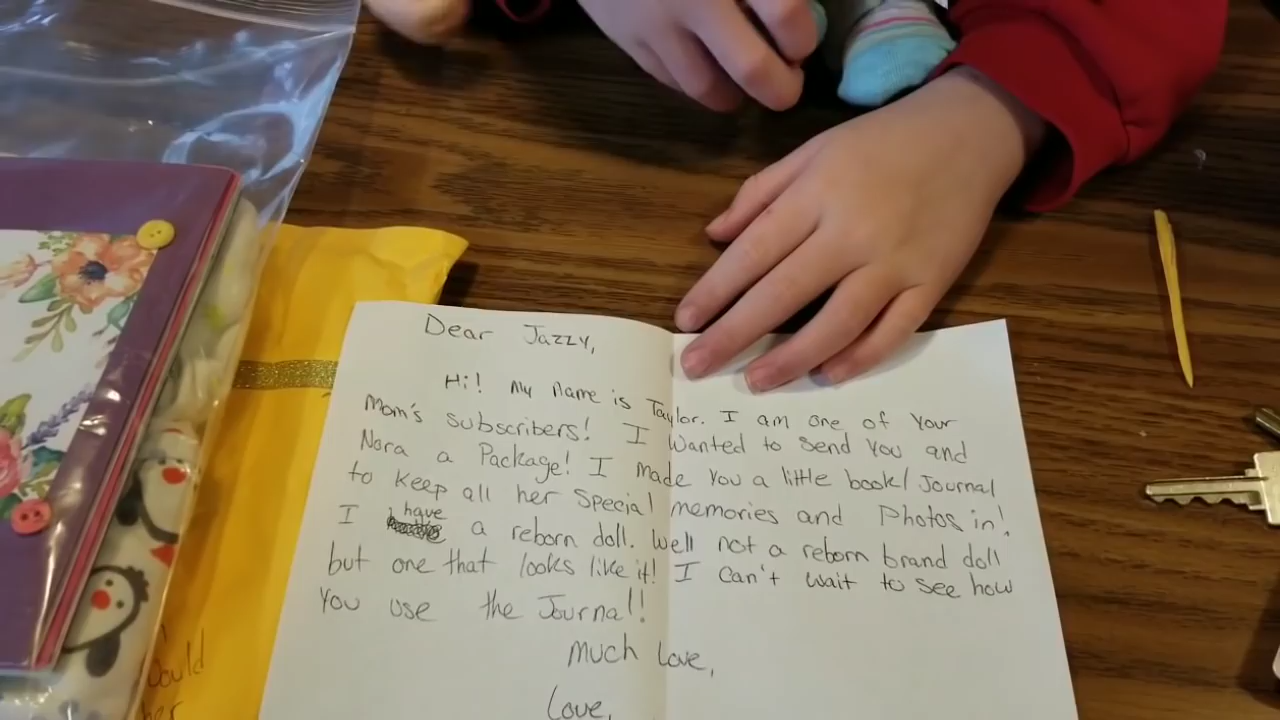 Dear Jazzy,
Hi! My name is Taylor. I am one of your
Mom's subscribers! I wanted to send you and
Nora a Package! I made you a little book/Journal
to keep all her special memories and Photos in!
I have a reborn doll. Well not a reborn brand doll
but one that looks like it! I can't wait to see how
You use the Journal!!
Much Love,
Love,
Would
her